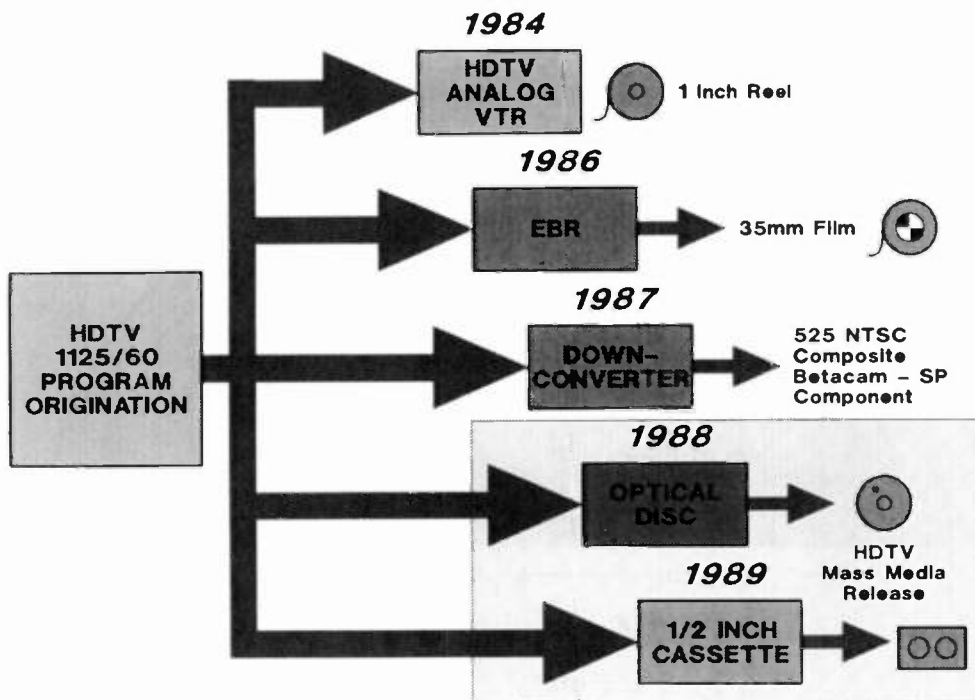 1984
HDTV
ANALOG
VTR
1 Inch Reel
1986
EBR
35mm Film
1987
HDTV
1125/60
PROGRAM
ORIGINATION
DOWN-
CONVERTER
525 NTSC
Composite
Betacam - SP
Component
1988
OPTICAL
DISC
HDTV
Mass Media
Release
1989
1/2 INCH
CASSETTE